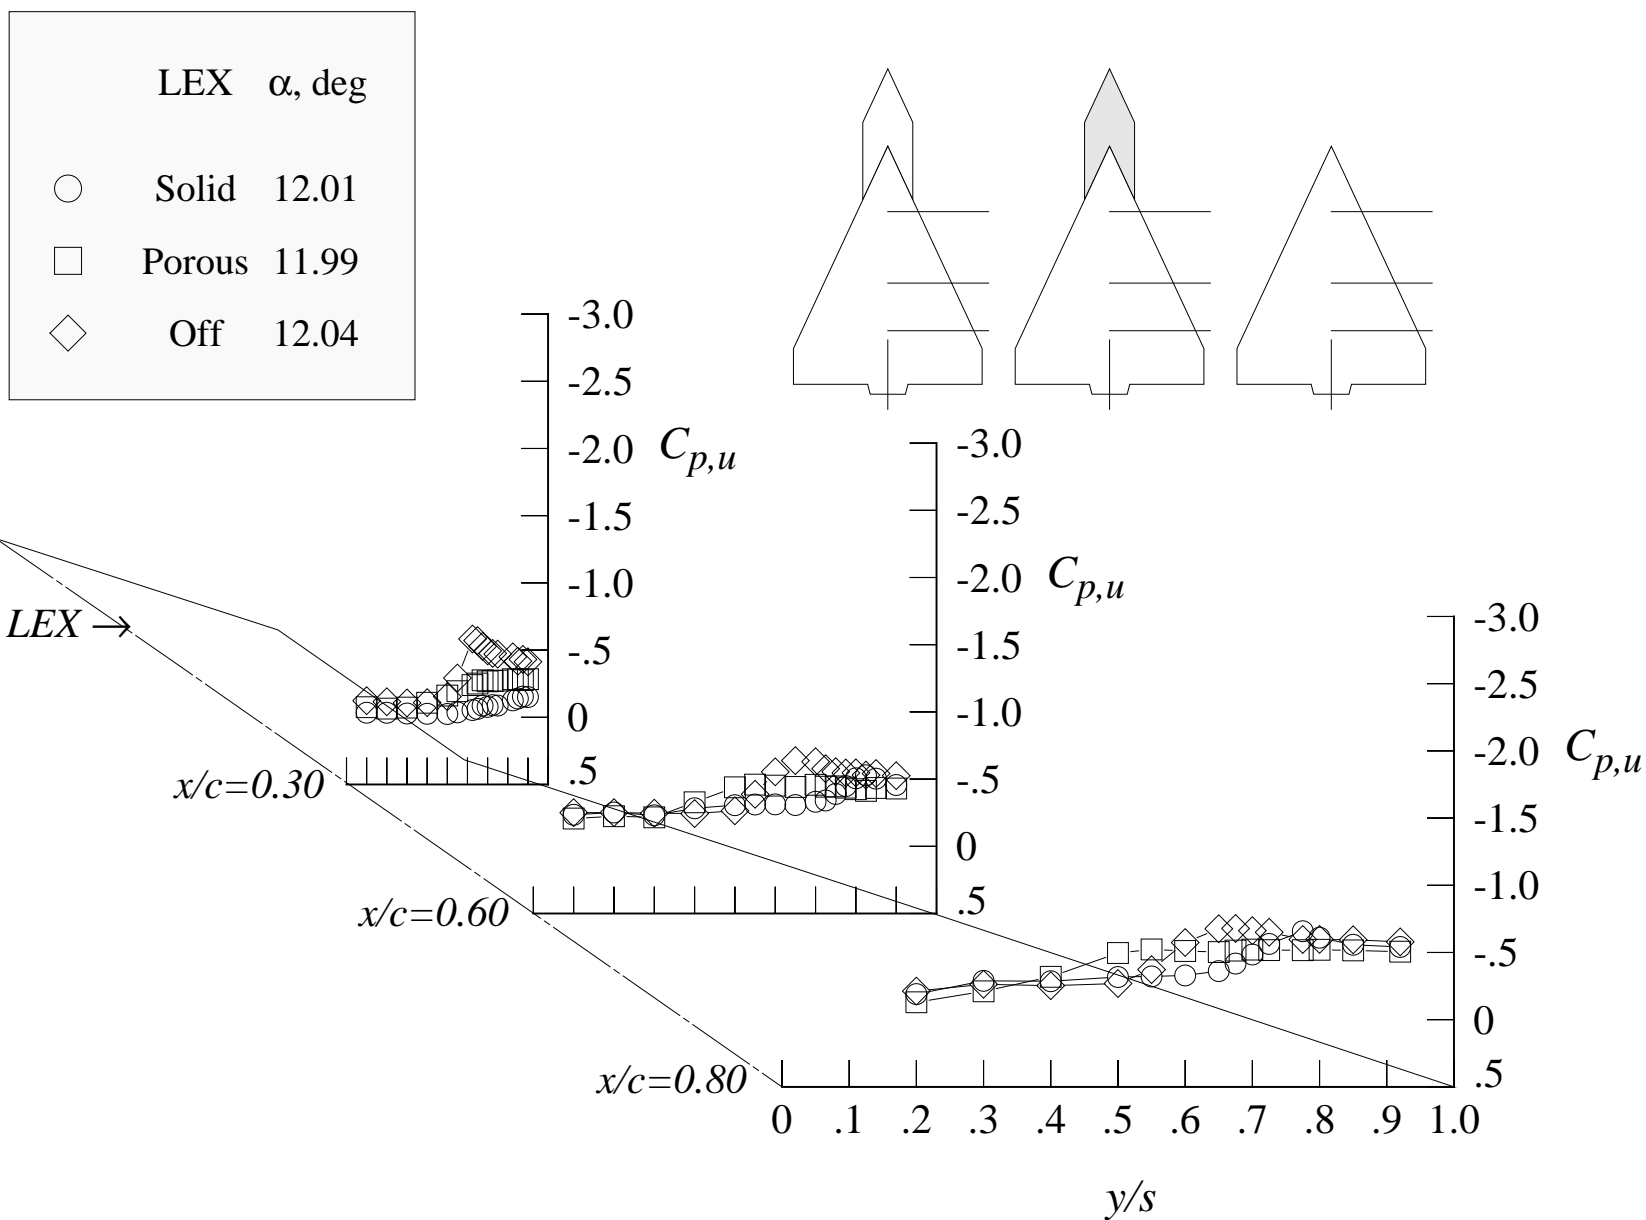 LEX α, deg
Solid 12.01
Porous 11.99
Off 12.04
-3.0
-2.5
-2.0
-1.5
-1.0
-.5
0
.5
C p,u
LEX →
x/c=0.30
-3.0
-2.5
-2.0
-1.5
-1.0
-.5
0
.5
C p,u
x/c=0.60
-3.0
-2.5
-2.0
-1.5
-1.0
-.5
0
.5
C p,u
x/c=0.80
0 .1 .2 .3 .4 .5 .6 .7 .8 .9 1.0
y/s